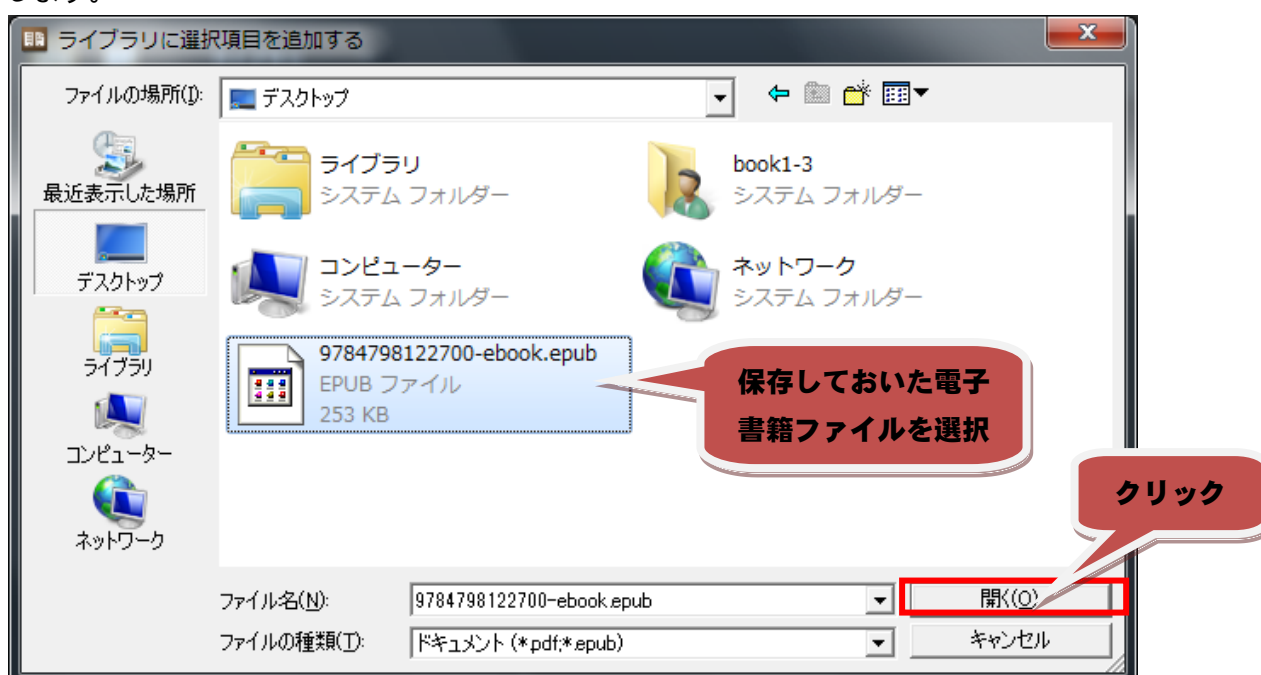 します。
ライブラリに選択項目を追加する
ファイルの場所(I):
デスクトップ
最近表示した場所
デスクトップ
ライブラリ
コンピューター
ネットワーク
ライブラリ
システム フォルダー
book1-3
システム フォルダー
コンピューター
システム フォルダー
ネットワーク
システム フォルダー
9784798122700-ebook.epub
EPUB ファイル
253 KB
保存しておいた電子
書籍ファイルを選択
クリック
ファイル名(N):
9784798122700-ebook.epub
開く(O)
ファイルの種類(T):
ドキュメント (*.pdf;*.epub)
キャンセル